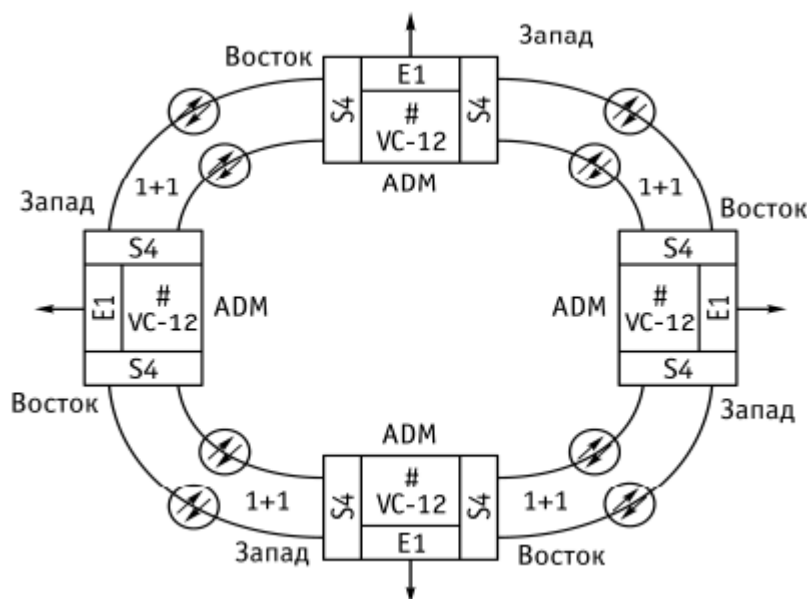 Запад
Восток
S4
E1
#
VC-12
S4
ADM
1+1
1+1
Запад
Восток
S4
E1
#
VC-12
S4
ADM
ADM
S4
#
VC-12
E1
S4
Восток
Запад
ADM
S4
#
VC-12
E1
S4
1+1
1+1
Запад
Восток